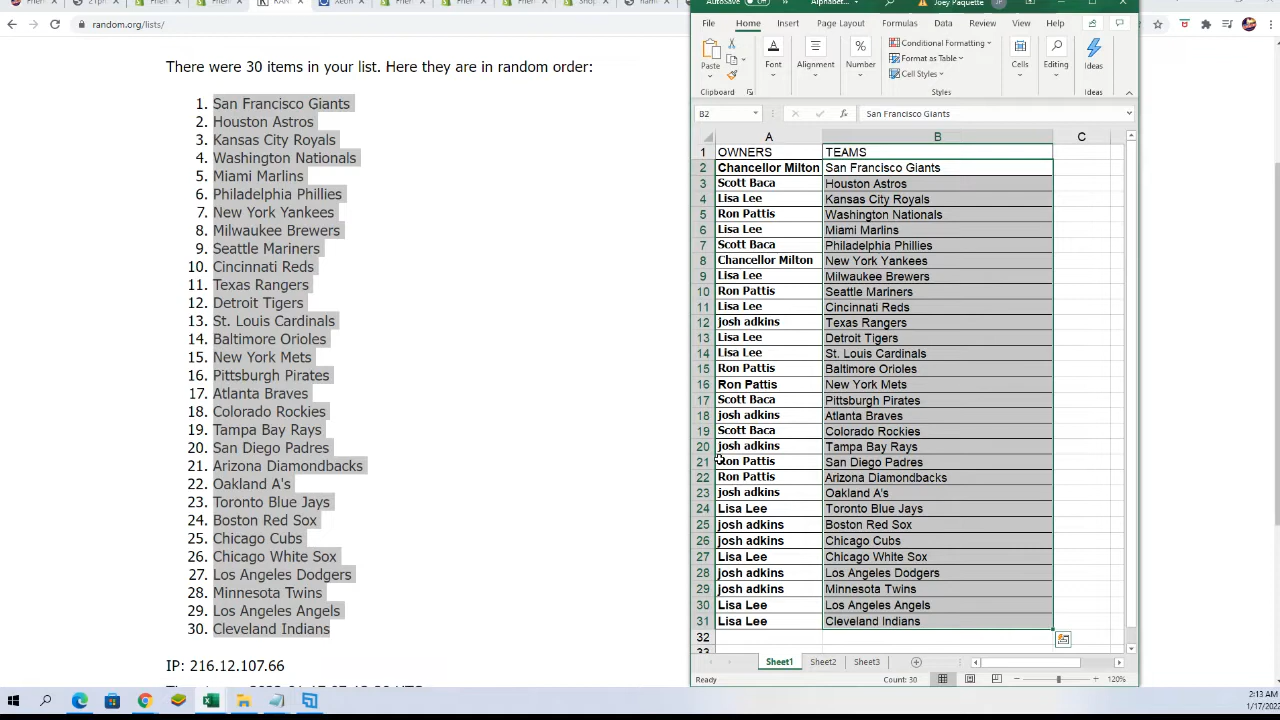 AutoSave
Alphabet...
Joey Paquette
random.org/lists/
File Home Insert Draw Page Layout Formulas Data Review View Help
There were 30 items in your list. Here they are in random order:
Paste Font Alignment Number Conditional Formatting Format as Table Cell Styles Cells Editing Ideas
Clipboard Styles Ideas
B2 San Francisco Giants
1. San Francisco Giants
2. Houston Astros
3. Kansas City Royals
4. Washington Nationals
5. Miami Marlins
6. Philadelphia Phillies
7. New York Yankees
8. Milwaukee Brewers
9. Seattle Mariners
10. Cincinnati Reds
11. Texas Rangers
12. Detroit Tigers
13. St. Louis Cardinals
14. Baltimore Orioles
15. New York Mets
16. Pittsburgh Pirates
17. Atlanta Braves
18. Colorado Rockies
19. Tampa Bay Rays
20. San Diego Padres
21. Arizona Diamondbacks
22. Oakland A's
23. Toronto Blue Jays
24. Boston Red Sox
25. Chicago Cubs
26. Chicago White Sox
27. Los Angeles Dodgers
28. Minnesota Twins
29. Los Angeles Angels
30. Cleveland Indians
IP: 216.12.107.66
A B C
1 OWNERS TEAMS
2 Chancellor Milton San Francisco Giants
3 Scott Baca Houston Astros
4 Lisa Lee Kansas City Royals
5 Ron Pattis Washington Nationals
6 Lisa Lee Miami Marlins
7 Scott Baca Philadelphia Phillies
8 Chancellor Milton New York Yankees
9 Lisa Lee Milwaukee Brewers
10 Ron Pattis Seattle Mariners
11 Lisa Lee Cincinnati Reds
12 josh adkins Texas Rangers
13 Lisa Lee Detroit Tigers
14 Lisa Lee St. Louis Cardinals
15 Ron Pattis Baltimore Orioles
16 Ron Pattis New York Mets
17 Scott Baca Pittsburgh Pirates
18 josh adkins Atlanta Braves
19 Scott Baca Colorado Rockies
20 josh adkins Tampa Bay Rays
21 Ron Pattis San Diego Padres
22 Ron Pattis Arizona Diamondbacks
23 josh adkins Oakland A's
24 Lisa Lee Toronto Blue Jays
25 josh adkins Boston Red Sox
26 josh adkins Chicago Cubs
27 Lisa Lee Chicago White Sox
28 josh adkins Los Angeles Dodgers
29 josh adkins Minnesota Twins
30 Lisa Lee Los Angeles Angels
31 Lisa Lee Cleveland Indians
32
33
Sheet1 Sheet2 Sheet3
Ready Count: 30 120%
2:13 AM
1/17/2022